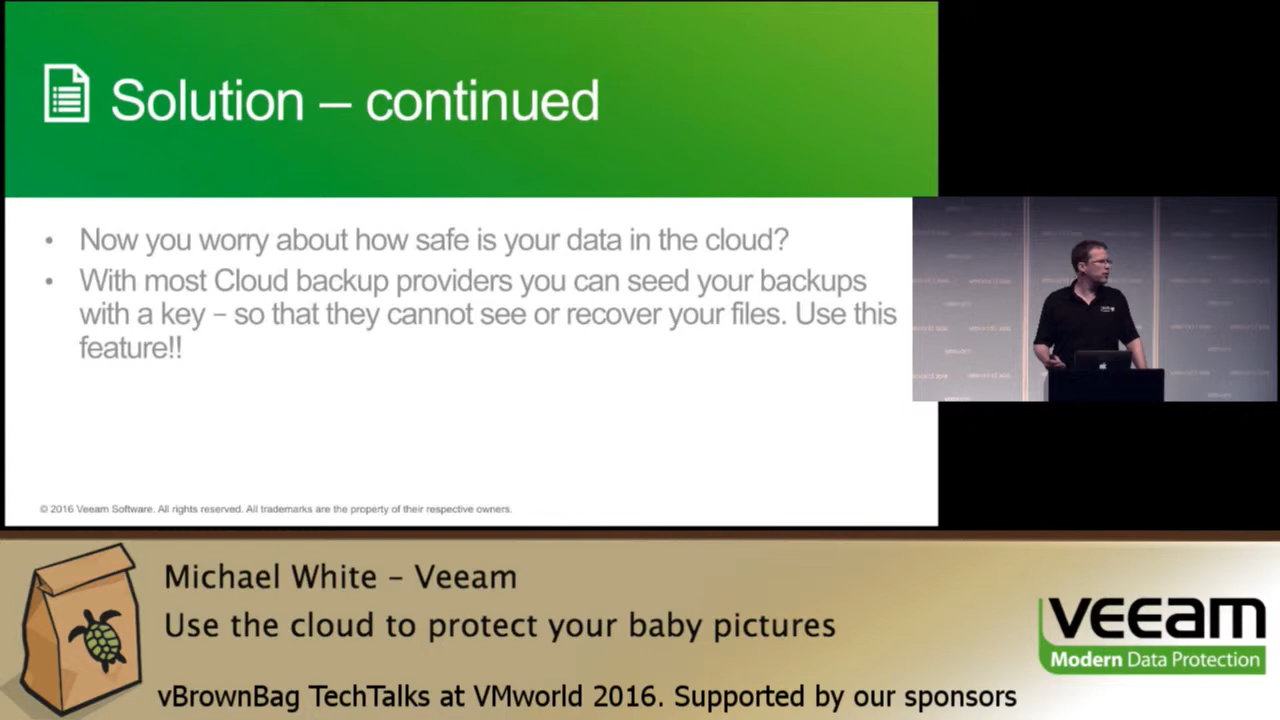 Solution – continued
• Now you worry about how safe is your data in the cloud?
• With most Cloud backup providers you can seed your backups
with a key – so that they cannot see or recover your files. Use this
feature!!
© 2016 Veeam Software. All rights reserved. All trademarks are the property of their respective owners.
Michael White – Veeam
Use the cloud to protect your baby pictures
vBrownBag TechTalks at VMworld 2016. Supported by our sponsors
veeam
Modern Data Protection